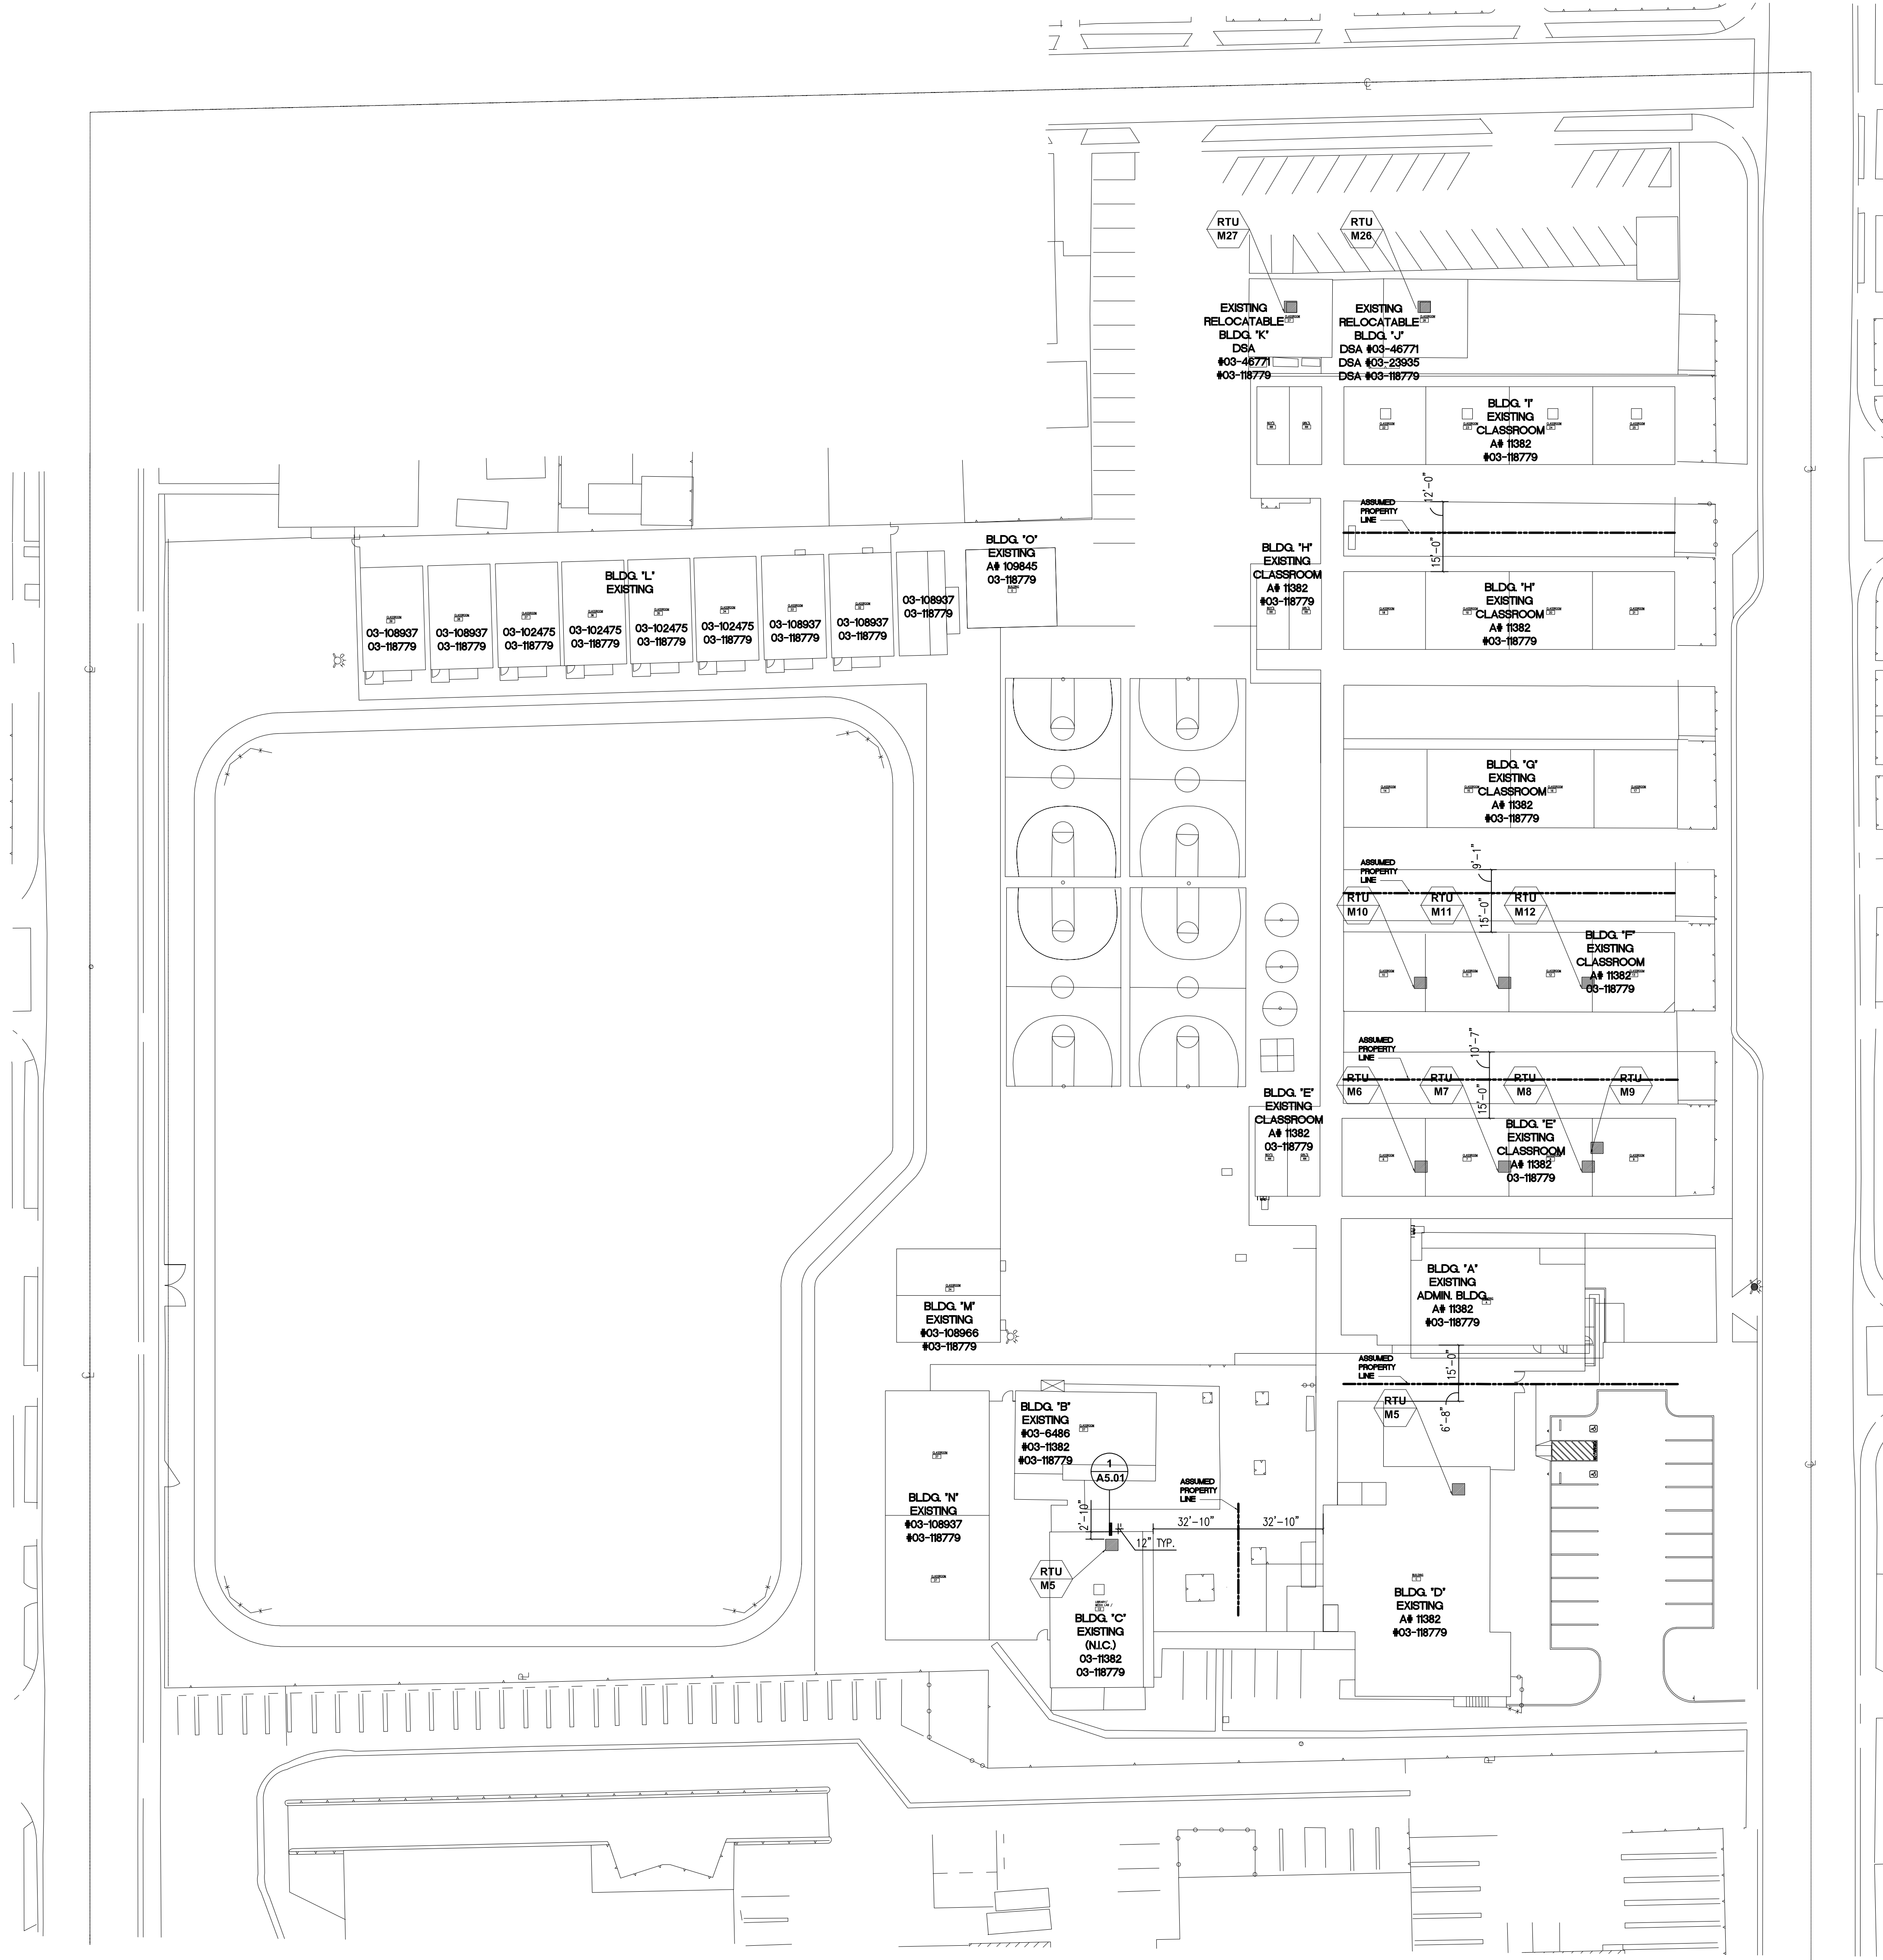 RTU
M27
RTU
M26
EXISTING
RELOCATABLE
BLDG. "K"
DSA
#03-46771
#03-118779
EXISTING
RELOCATABLE
BLDG. "J"
DSA #03-46771
DSA #03-23935
DSA #03-118779
BLDG. "I"
EXISTING
CLASSROOM
A# 11382
#03-118779
ASSUMED
PROPERTY
LINE
12'-0"
15'-0"
BLDG. "O"
EXISTING
A# 109845
03-118779
BLDG. "L"
EXISTING
03-108937
03-118779
03-108937
03-118779
03-102475
03-118779
03-102475
03-118779
03-102475
03-118779
03-102475
03-118779
03-108937
03-118779
03-108937
03-118779
03-108937
03-118779
BLDG. "H"
EXISTING
CLASSROOM
A# 11382
#03-118779
BLDG. "H"
EXISTING
CLASSROOM
A# 11382
#03-118779
BLDG. "G"
EXISTING
CLASSROOM
A# 11382
#03-118779
ASSUMED
PROPERTY
LINE
9'-1"
15'-0"
RTU
M10
RTU
M11
RTU
M12
BLDG. "F"
EXISTING
CLASSROOM
A# 11382
03-118779
ASSUMED
PROPERTY
LINE
10'-7"
15'-0"
RTU
M6
RTU
M7
RTU
M8
RTU
M9
BLDG. "E"
EXISTING
CLASSROOM
A# 11382
03-118779
BLDG. "E"
EXISTING
CLASSROOM
A# 11382
03-118779
BLDG. "A"
EXISTING
ADMIN. BLDG.
A# 11382
#03-118779
BLDG. "M"
EXISTING
#03-108966
#03-118779
ASSUMED
PROPERTY
LINE
15'-0"
6'-8"
RTU
M5
BLDG. "B"
EXISTING
#03-6486
#03-11382
#03-118779
1
A5.01
ASSUMED
PROPERTY
LINE
BLDG. "N"
EXISTING
#03-108937
#03-118779
2'-10"
32'-10"
32'-10"
12" TYP.
RTU
M5
BLDG. "C"
EXISTING
(N.I.C.)
03-11382
03-118779
BLDG. "D"
EXISTING
A# 11382
#03-118779